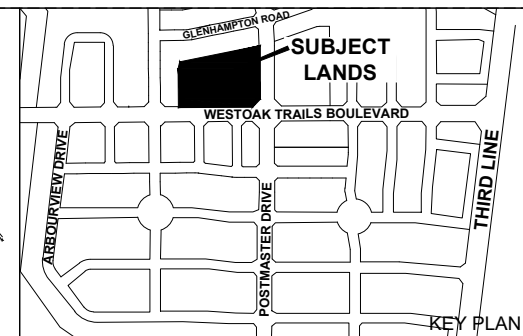 GLENHAMPTON ROAD
SUBJECT
LANDS
WESTOAK TRAILS BOULEVARD
ARBOURVIEW DRIVE
POSTMASTER DRIVE
THIRD LINE
KEY PLAN